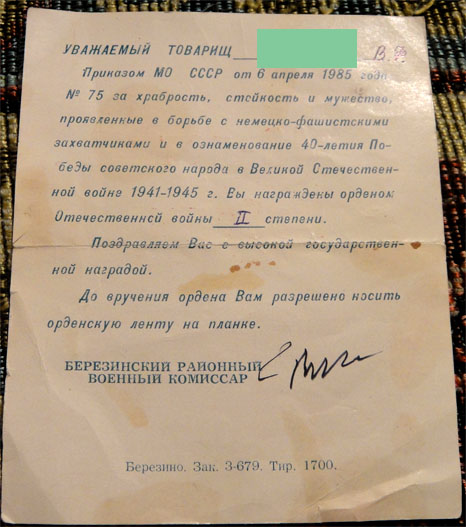 УВАЖАЕМЫЙ ТОВАРИЩ В.Ф.
Приказом МО СССР от 6 апреля 1985 года
№ 75 за храбрость, стойкость и мужество,
проявленные в борьбе с немецко-фашистскими
захватчиками и в ознаменование 40-летия По-
беды советского народа в Великой Отечествен-
ной войне 1941-1945 г. Вы награждены орденом
Отечественной войны II степени.
Поздравляем Вас с высокой государствен-
ной наградой.
До вручения ордена Вам разрешено носить
орденскую ленту на планке.
БЕРЕЗИНСКИЙ РАЙОННЫЙ
ВОЕННЫЙ КОМИССАР
Березино. Зак. 3-679. Тир. 1700.